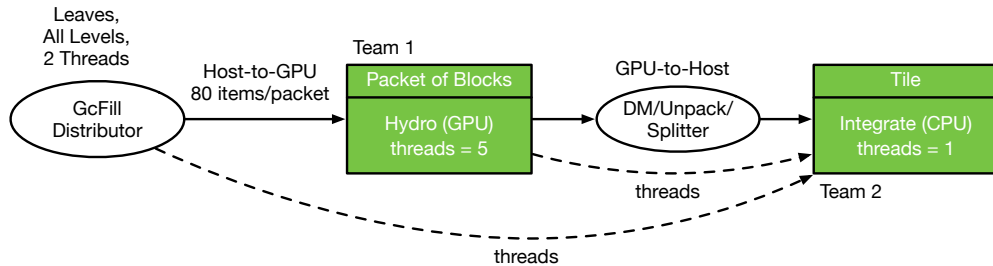 Leaves,
All Levels,
2 Threads
GcFill
Distributor
Host-to-GPU
80 items/packet
Team 1
Packet of Blocks
Hydro (GPU)
threads = 5
GPU-to-Host
DM/Unpack/
Splitter
Tile
Integrate (CPU)
threads = 1
Team 2
threads
threads